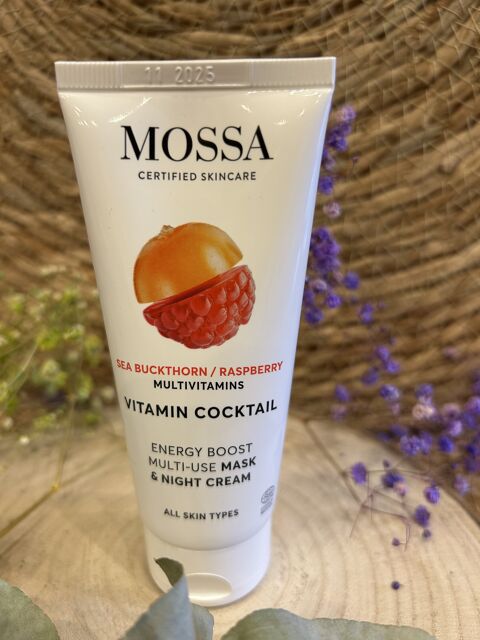 11 2025
MOSSA
CERTIFIED SKINCARE
SEA BUCKTHORN / RASPBERRY
MULTIVITAMINS
VITAMIN COCKTAIL
ENERGY BOOST
MULTI-USE MASK
& NIGHT CREAM
ALL SKIN TYPES